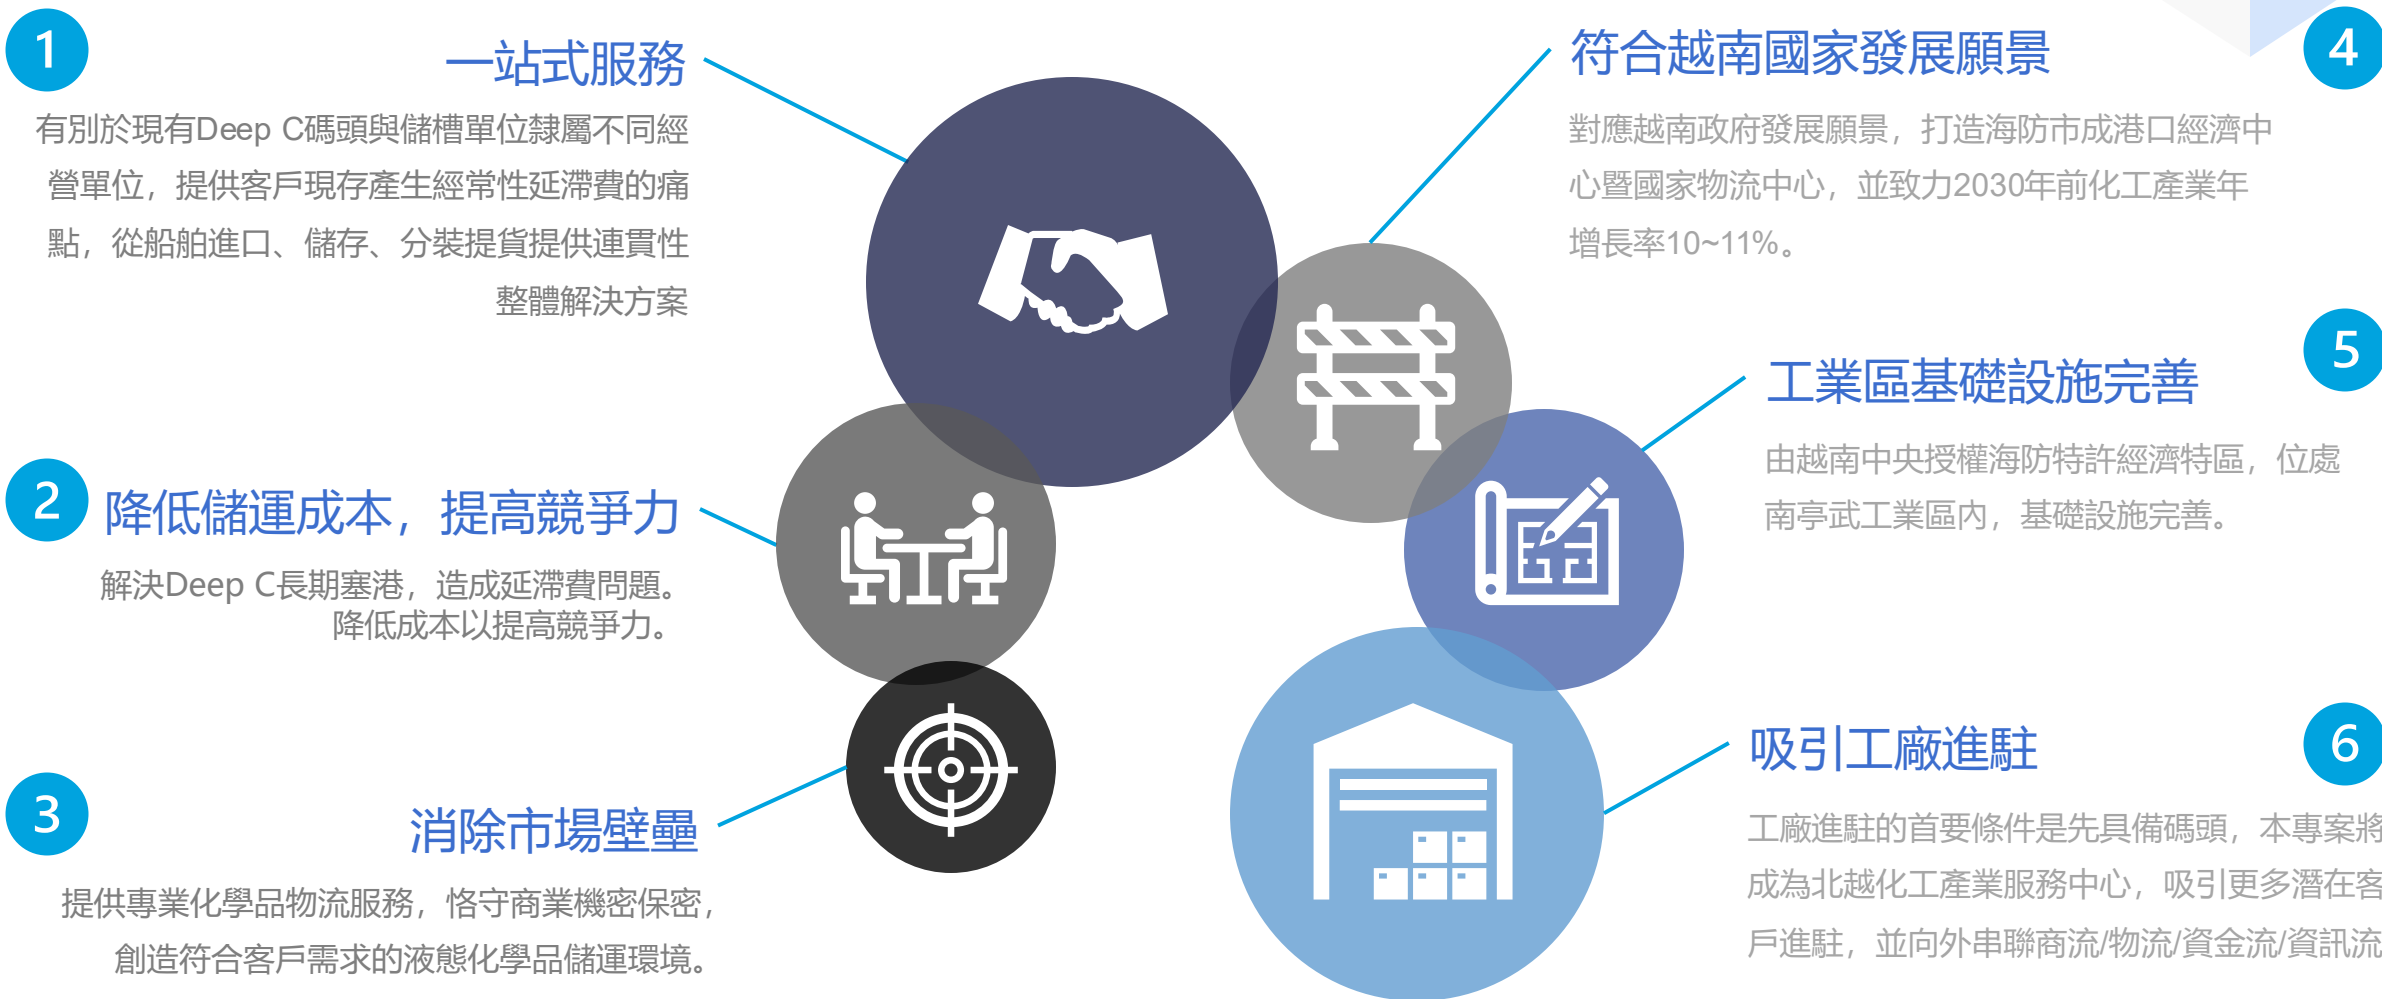 1
一站式服務
有別於現有Deep C碼頭與儲槽單位隸屬不同經
營單位，提供客戶現存產生經常性延滯費的痛
點，從船舶進口、儲存、分裝提貨提供連貫性
整體解決方案
2
降低儲運成本，提高競爭力
解決Deep C長期塞港，造成延滯費問題。
降低成本以提高競爭力。
3
消除市場壁壘
提供專業化學品物流服務，恪守商業機密保密，
創造符合客戶需求的液態化學品儲運環境。
4
符合越南國家發展願景
對應越南政府發展願景，打造海防市成港口經濟中
心暨國家物流中心，並致力2030年前化工產業年
增長率10~11%。
5
工業區基礎設施完善
由越南中央授權海防特許經濟特區，位處
南亭武工業區內，基礎設施完善。
6
吸引工廠進駐
工廠進駐的首要條件是先具備碼頭，本專案將
成為北越化工產業服務中心，吸引更多潛在客
戶進駐，並向外串聯商流/物流/資金流/資訊流